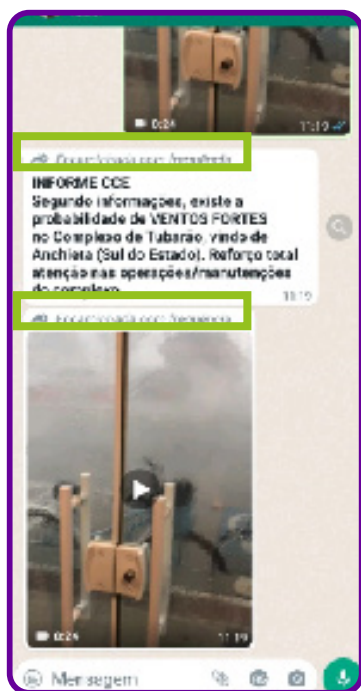 0:24
11:19
Encaminhada com frequência
INFORME CCE
Segundo informações, existe a
probabilidade de VENTOS FORTES
no Complexo de Tubarão, vindo de
Anchieta (Sul do Estado). Reforço total
atenção nas operações/manutenções
do complexo
11:19
Encaminhada com frequência
0:24
11:19
Mensagem